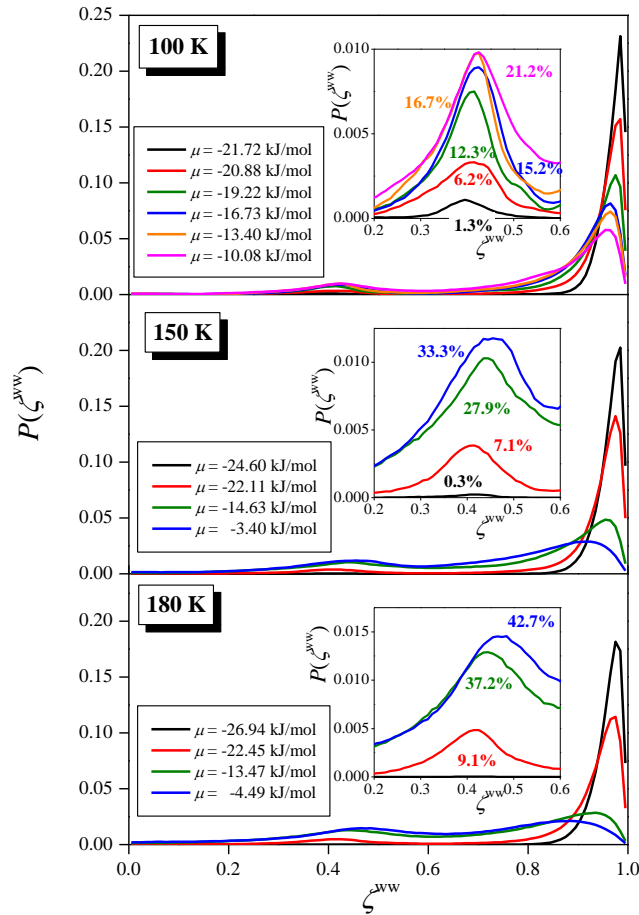 0.25
0.20
0.15
0.10
0.05
0.00
100 K
μ = -21.72 kJ/mol
μ = -20.88 kJ/mol
μ = -19.22 kJ/mol
μ = -16.73 kJ/mol
μ = -13.40 kJ/mol
μ = -10.08 kJ/mol
P(ζ^ww)
0.010
0.005
0.000
21.2%
16.7%
12.3%
15.2%
6.2%
1.3%
0.2 0.3 0.4 0.5 0.6
ζ^ww
P(ζ^ww)
0.20
0.15
0.10
0.05
0.00
150 K
μ = -24.60 kJ/mol
μ = -22.11 kJ/mol
μ = -14.63 kJ/mol
μ = -3.40 kJ/mol
P(ζ^ww)
0.010
0.005
0.000
33.3%
27.9%
7.1%
0.3%
0.2 0.3 0.4 0.5 0.6
ζ^ww
0.20
0.15
0.10
0.05
0.00
180 K
μ = -26.94 kJ/mol
μ = -22.45 kJ/mol
μ = -13.47 kJ/mol
μ = -4.49 kJ/mol
P(ζ^ww)
0.015
0.010
0.005
0.000
42.7%
37.2%
9.1%
0.2 0.3 0.4 0.5 0.6
ζ^ww
0.0 0.2 0.4 0.6 0.8 1.0
ζ^ww